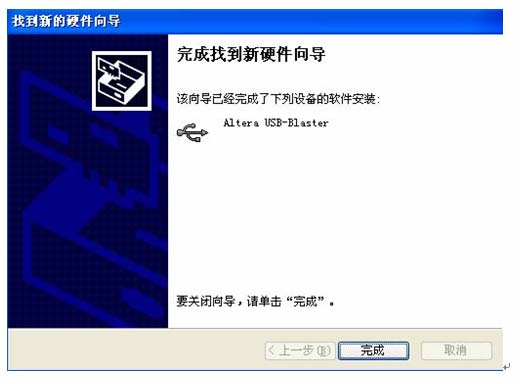 找到新的硬件向导
完成找到新硬件向导
该向导已经完成了下列设备的软件安装:
Altera USB-Blaster
要关闭向导，请单击“完成”。
< 上一步(B) 完成 取消